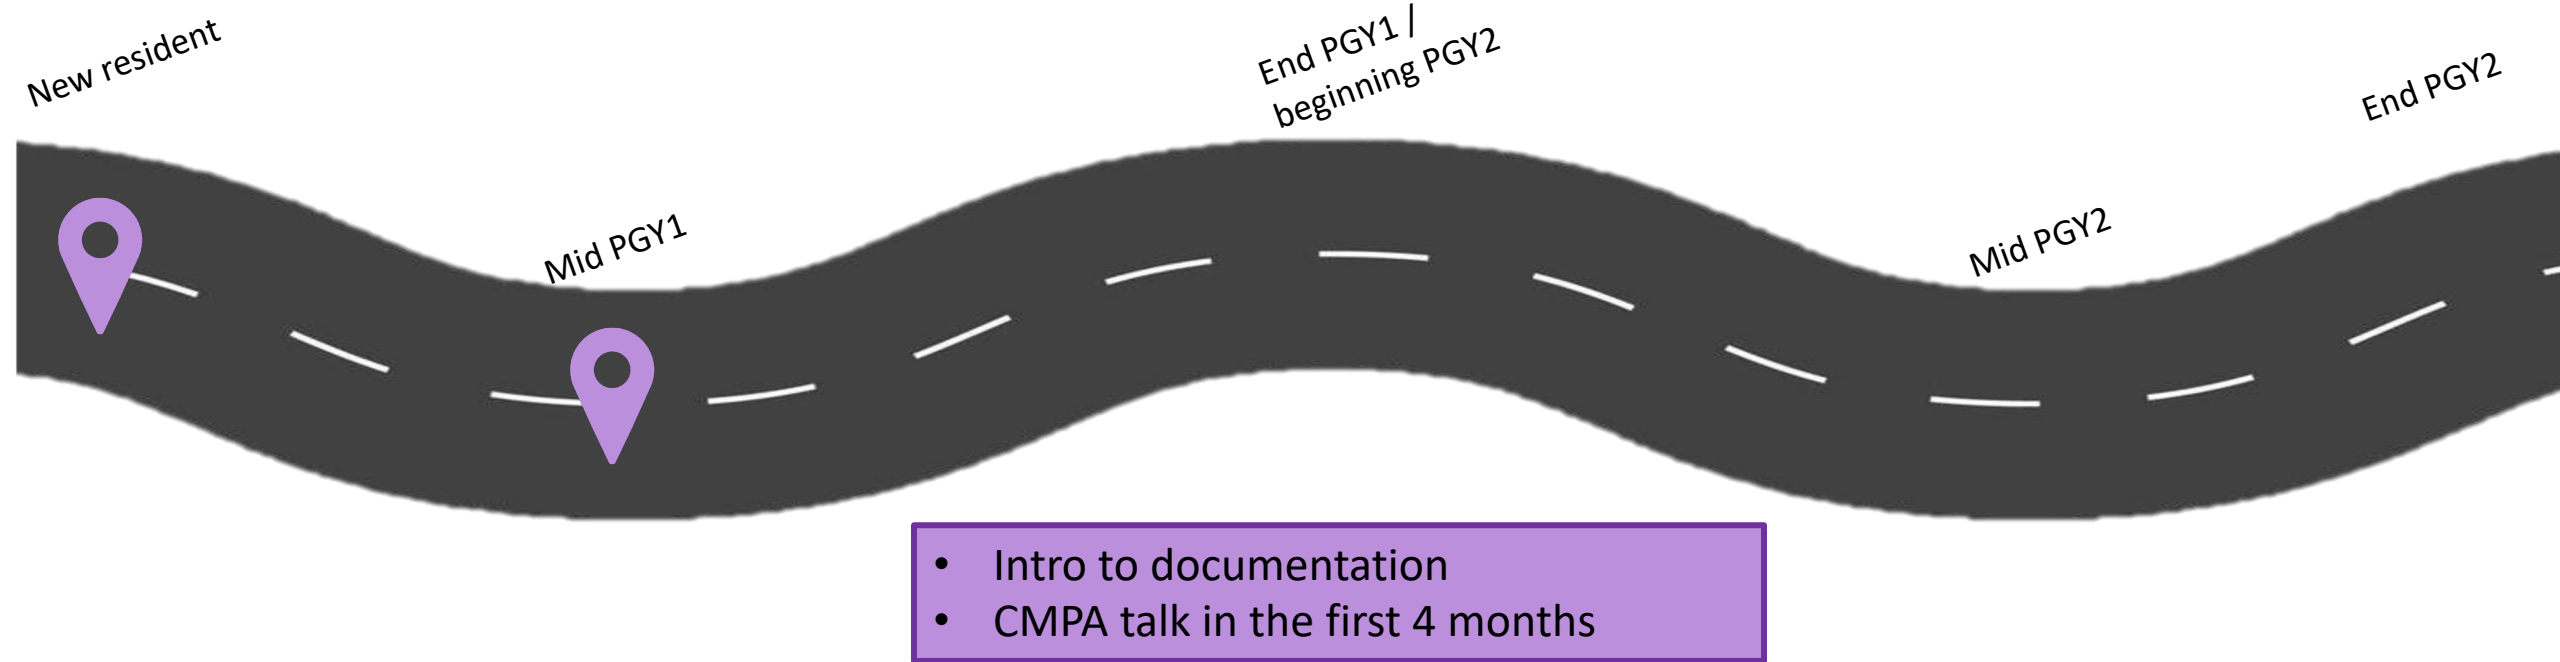 New resident
Mid PGY1
End PGY1 /
beginning PGY2
Mid PGY2
End PGY2
• Intro to documentation
• CMPA talk in the first 4 months